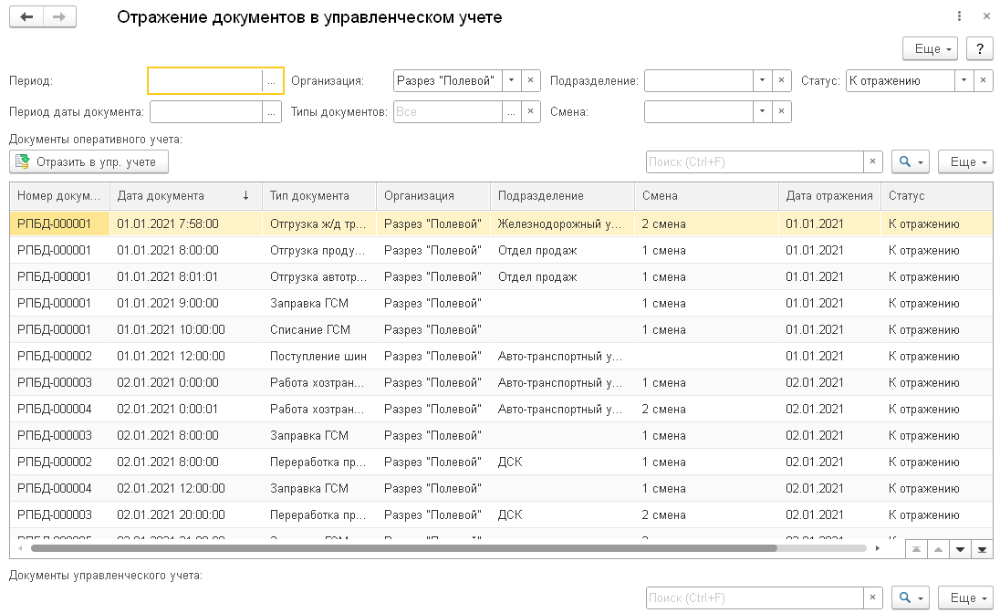 Отражение документов в управленческом учете
Еще ?
Период: ... Организация: Разрез "Полевой" Подразделение: Статус: К отражению
Период даты документа: ... Типы документов: Все ... Смена:
Документы оперативного учета:
Отразить в упр. учете Поиск (Ctrl+F) Еще
Номер докум... Дата документа ↓ Тип документа Организация Подразделение Смена Дата отражения Статус
РПБД-000001 01.01.2021 7:58:00 Отгрузка ж/д тр... Разрез "Полевой" Железнодорожный у... 2 смена 01.01.2021 К отражению
РПБД-000001 01.01.2021 8:00:00 Отгрузка проду... Разрез "Полевой" Отдел продаж 1 смена 01.01.2021 К отражению
РПБД-000001 01.01.2021 8:01:01 Отгрузка автотр... Разрез "Полевой" Отдел продаж 1 смена 01.01.2021 К отражению
РПБД-000001 01.01.2021 9:00:00 Заправка ГСМ Разрез "Полевой" 1 смена 01.01.2021 К отражению
РПБД-000001 01.01.2021 10:00:00 Списание ГСМ Разрез "Полевой" 1 смена 01.01.2021 К отражению
РПБД-000002 01.01.2021 12:00:00 Поступление шин Разрез "Полевой" Авто-транспортный у... 01.01.2021 К отражению
РПБД-000003 02.01.2021 0:00:00 Работа хозтран... Разрез "Полевой" Авто-транспортный у... 1 смена 02.01.2021 К отражению
РПБД-000004 02.01.2021 0:00:01 Работа хозтран... Разрез "Полевой" Авто-транспортный у... 2 смена 02.01.2021 К отражению
РПБД-000003 02.01.2021 8:00:00 Заправка ГСМ Разрез "Полевой" 1 смена 02.01.2021 К отражению
РПБД-000002 02.01.2021 8:00:00 Переработка пр... Разрез "Полевой" ДСК 1 смена 02.01.2021 К отражению
РПБД-000004 02.01.2021 12:00:00 Заправка ГСМ Разрез "Полевой" 1 смена 02.01.2021 К отражению
РПБД-000003 02.01.2021 20:00:00 Переработка пр... Разрез "Полевой" ДСК 2 смена 02.01.2021 К отражению
Документы управленческого учета:
Поиск (Ctrl+F) Еще